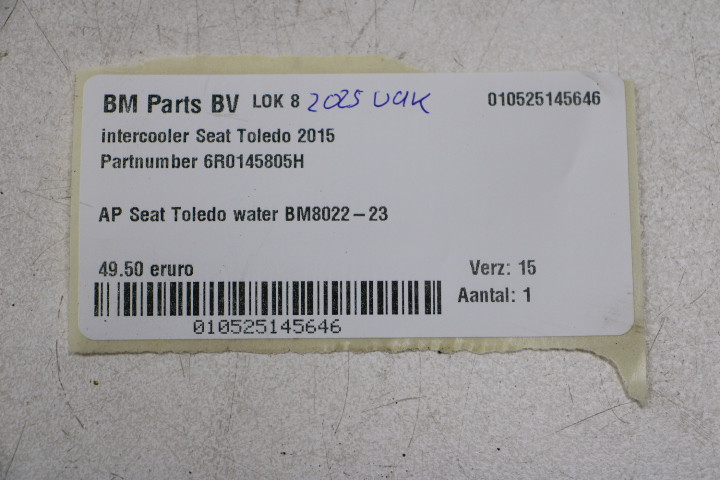 BM Parts BV LOK 8 2025 VAK 010525145646
intercooler Seat Toledo 2015
Partnumber 6R0145805H
AP Seat Toledo water BM8022-23
49.50 eruro Verz: 15
Aantal: 1
010525145646